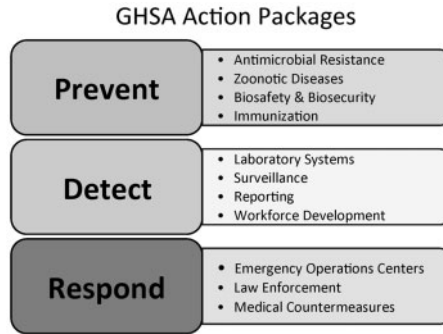 GHSA Action Packages
Prevent
• Antimicrobial Resistance
• Zoonotic Diseases
• Biosafety & Biosecurity
• Immunization
Detect
• Laboratory Systems
• Surveillance
• Reporting
• Workforce Development
Respond
• Emergency Operations Centers
• Law Enforcement
• Medical Countermeasures